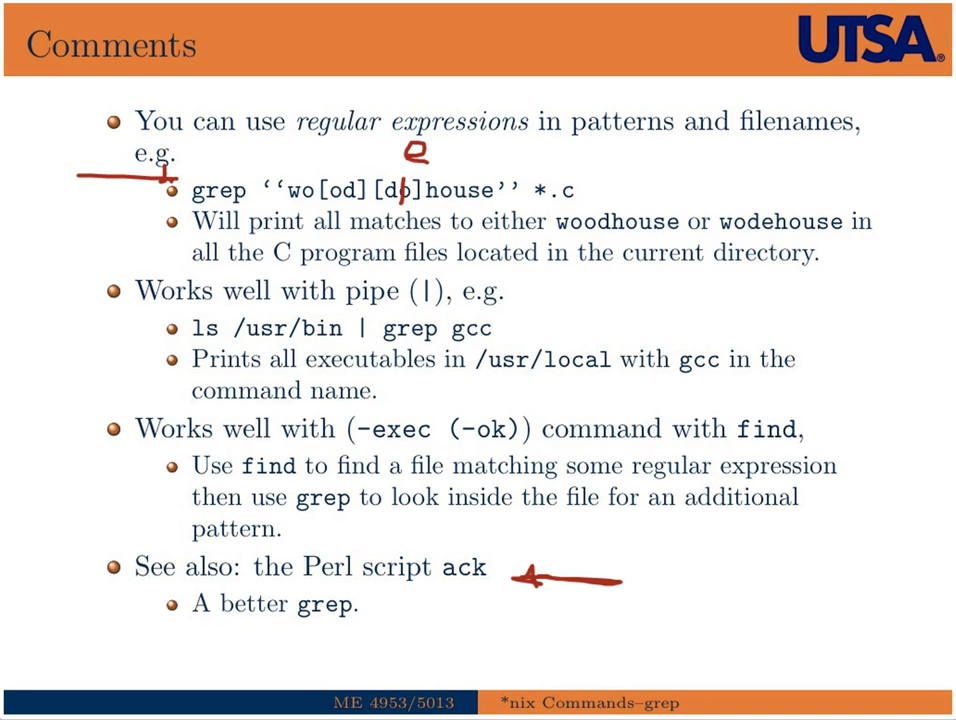 Comments
UTSA®
You can use regular expressions in patterns and filenames,
e.g.
e
grep ‘‘wo[od][do]house’’ *.c
Will print all matches to either woodhouse or wodehouse in
all the C program files located in the current directory.
Works well with pipe (|), e.g.
ls /usr/bin | grep gcc
Prints all executables in /usr/local with gcc in the
command name.
Works well with (-exec (-ok)) command with find,
Use find to find a file matching some regular expression
then use grep to look inside the file for an additional
pattern.
See also: the Perl script ack
A better grep.
ME 4953/5013 *nix Commands–grep